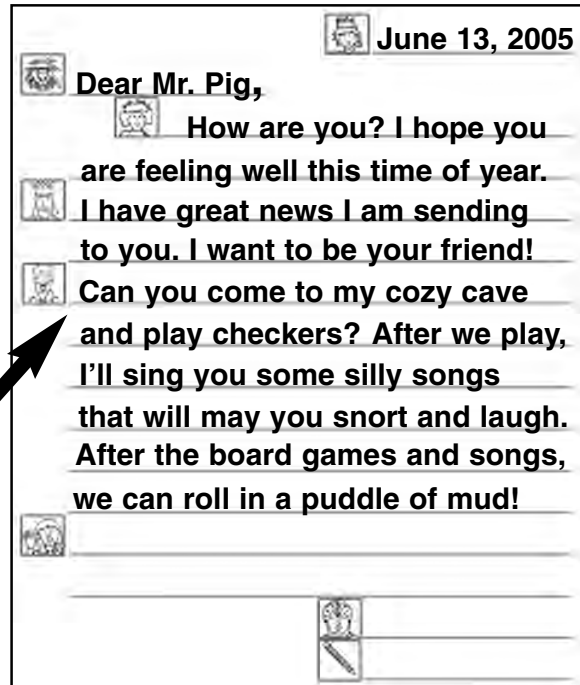 June 13, 2005
Dear Mr. Pig,
How are you? I hope you
are feeling well this time of year.
I have great news I am sending
to you. I want to be your friend!
Can you come to my cozy cave
and play checkers? After we play,
I'll sing you some silly songs
that will may you snort and laugh.
After the board games and songs,
we can roll in a puddle of mud!